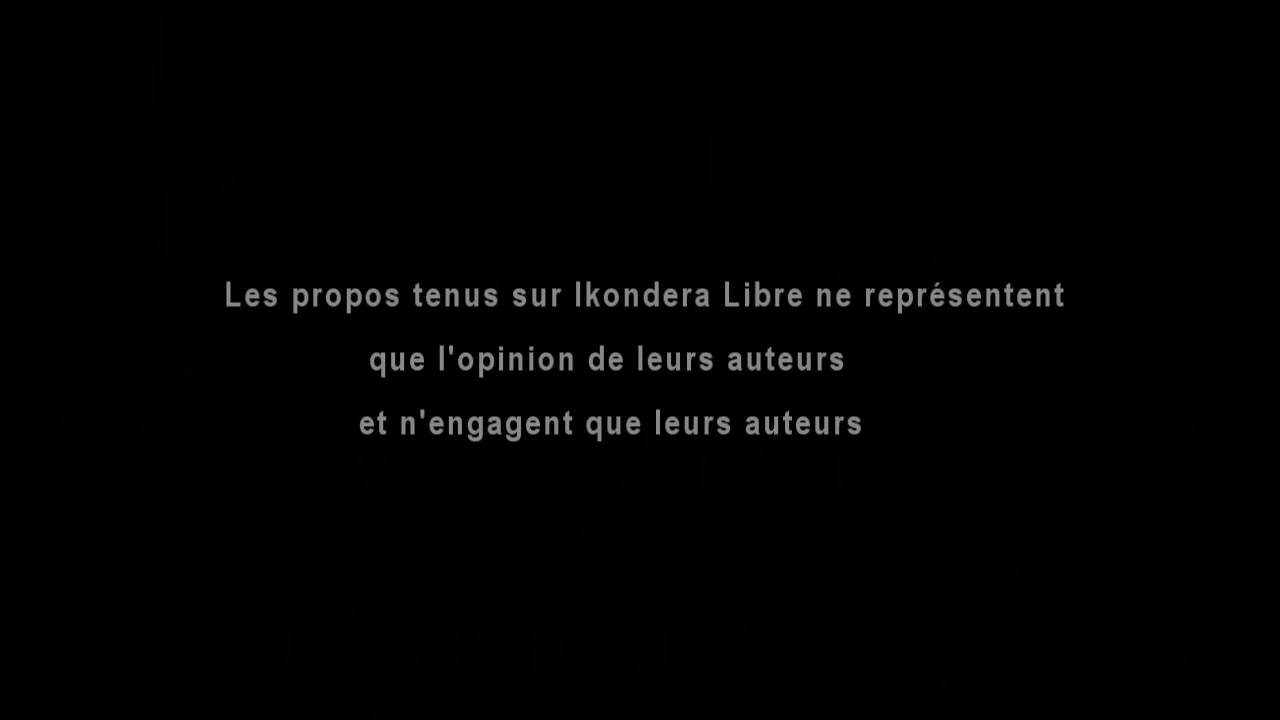 Les propos tenus sur Ikondera Libre ne représentent
que l'opinion de leurs auteurs
et n'engagent que leurs auteurs